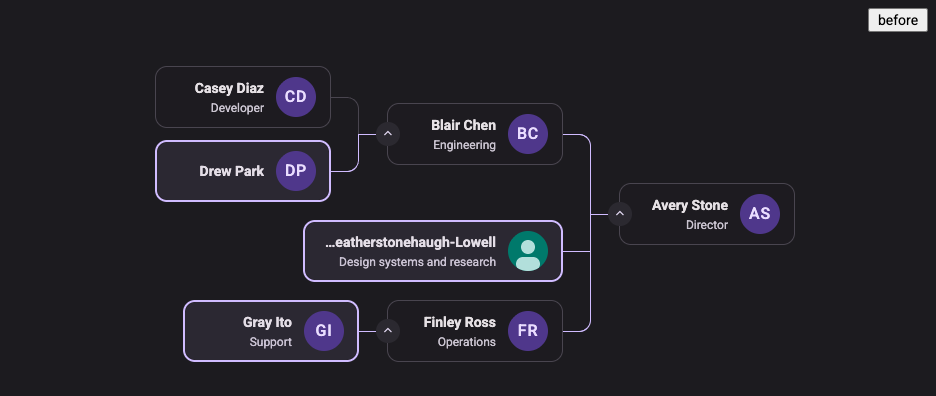 before
Casey Diaz
Developer
CD
Drew Park
DP
Blair Chen
Engineering
BC
…eatherstonehaugh-Lowell
Design systems and research
Gray Ito
Support
GI
Finley Ross
Operations
FR
Avery Stone
Director
AS